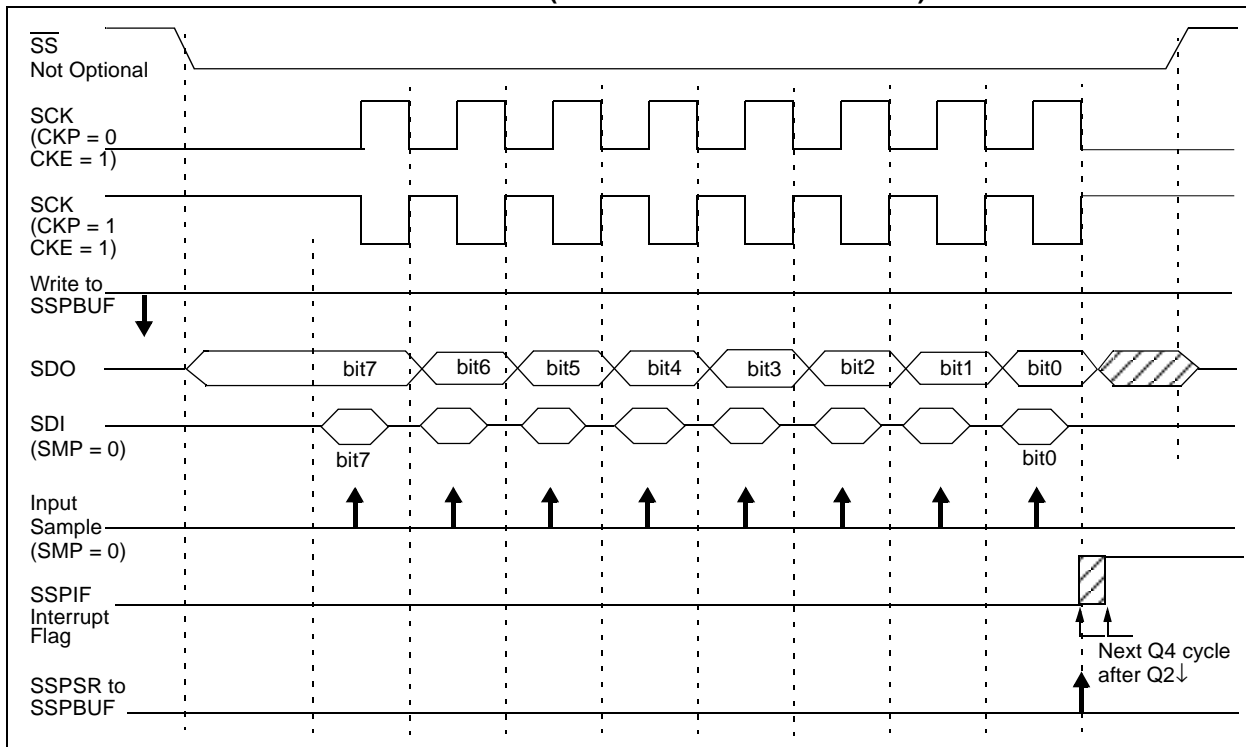 SS
Not Optional
SCK
(CKP = 0
CKE = 1)
SCK
(CKP = 1
CKE = 1)
Write to
SSPBUF
SDO
bit7 bit6 bit5 bit4 bit3 bit2 bit1 bit0
SDI
(SMP = 0)
bit7 bit0
Input
Sample
(SMP = 0)
SSPIF
Interrupt
Flag
Next Q4 cycle
after Q2↓
SSPSR to
SSPBUF